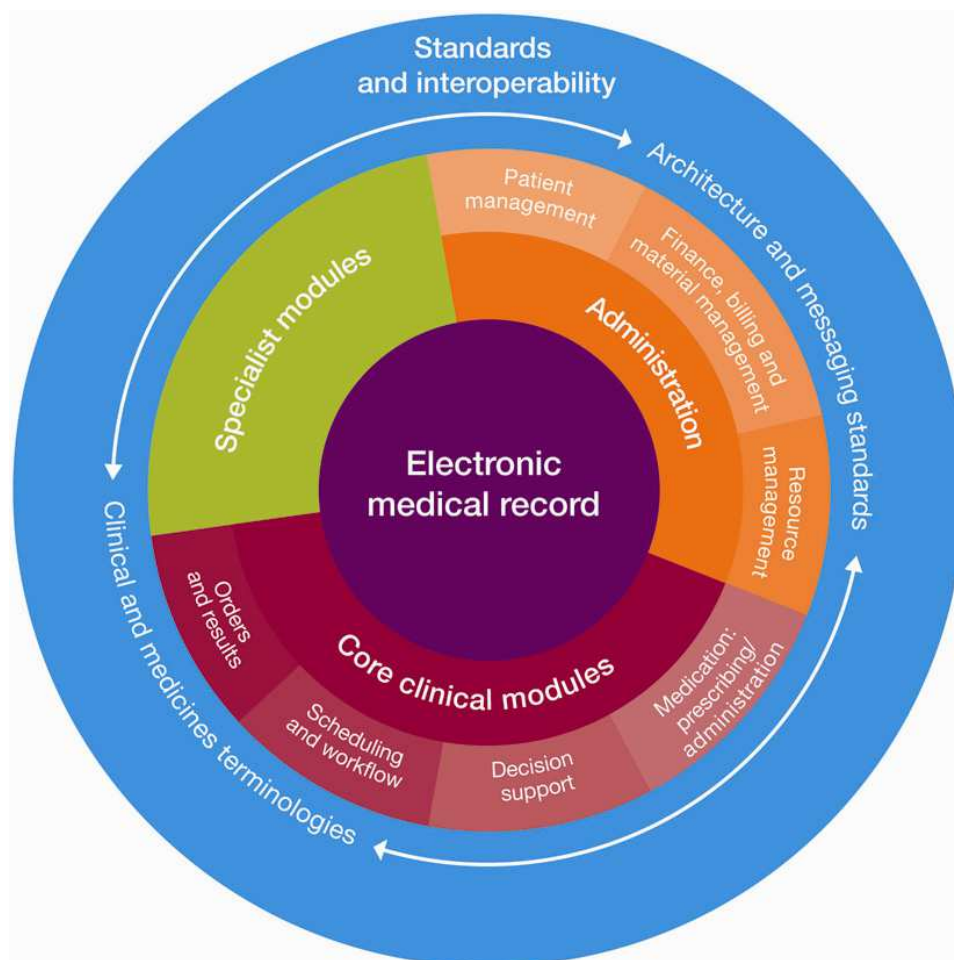 Standards
and interoperability
Architecture and messaging standards
Clinical and medicines terminologies
Specialist modules
Patient
management
Finance, billing and
material management
Resource
management
Administration
Electronic
medical record
Core clinical modules
Orders
and results
Scheduling
and workflow
Decision
support
Medication:
prescribing/
administration